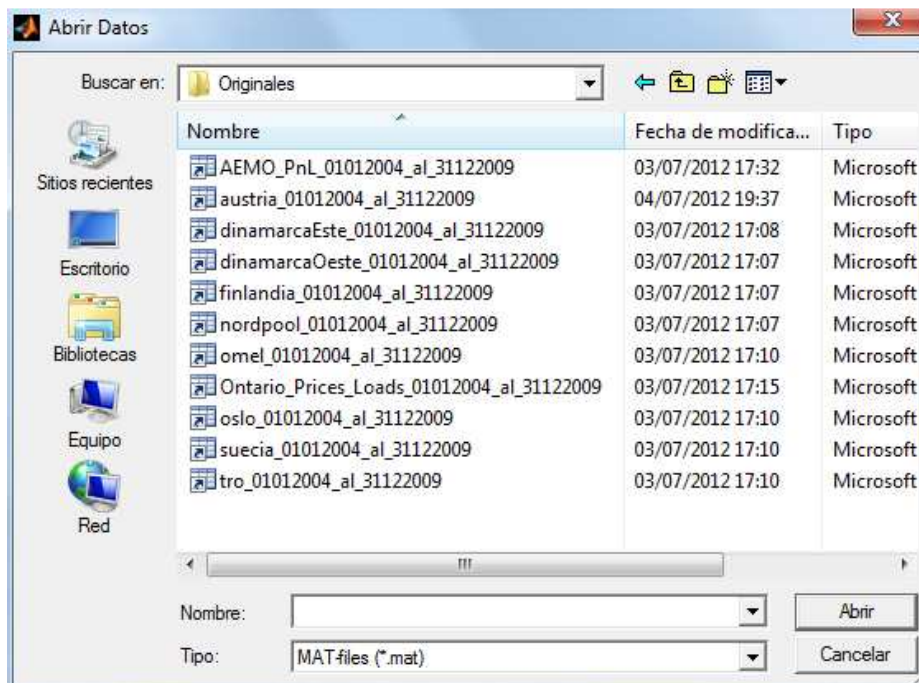 Abrir Datos
Buscar en: Originales
Sitios recientes
Escritorio
Bibliotecas
Equipo
Red
Nombre Fecha de modifica... Tipo
AEMO_PnL_01012004_al_31122009 03/07/2012 17:32 Microsoft
austria_01012004_al_31122009 04/07/2012 19:37 Microsoft
dinamarcaEste_01012004_al_31122009 03/07/2012 17:08 Microsoft
dinamarcaOeste_01012004_al_31122009 03/07/2012 17:07 Microsoft
finlandia_01012004_al_31122009 03/07/2012 17:07 Microsoft
nordpool_01012004_al_31122009 03/07/2012 17:07 Microsoft
omel_01012004_al_31122009 03/07/2012 17:10 Microsoft
Ontario_Prices_Loads_01012004_al_31122009 03/07/2012 17:15 Microsoft
oslo_01012004_al_31122009 03/07/2012 17:10 Microsoft
suecia_01012004_al_31122009 03/07/2012 17:10 Microsoft
tro_01012004_al_31122009 03/07/2012 17:10 Microsoft
Nombre: Abrir
Tipo: MAT-files (*.mat) Cancelar